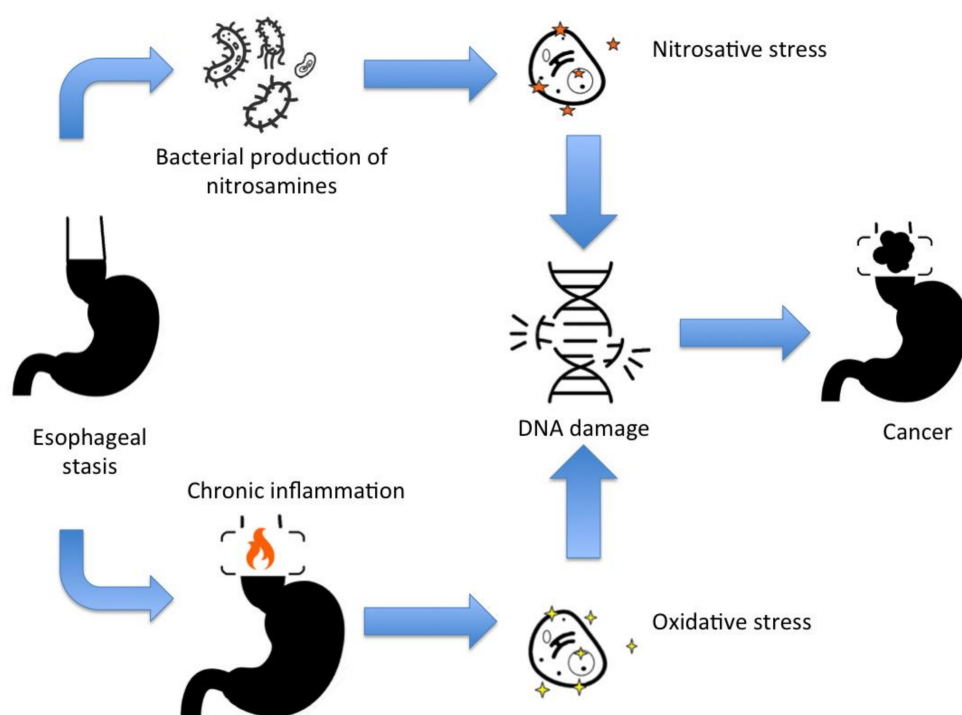 Nitrosative stress
Bacterial production of
nitrosamines
Esophageal
stasis
DNA damage
Cancer
Chronic inflammation
Oxidative stress